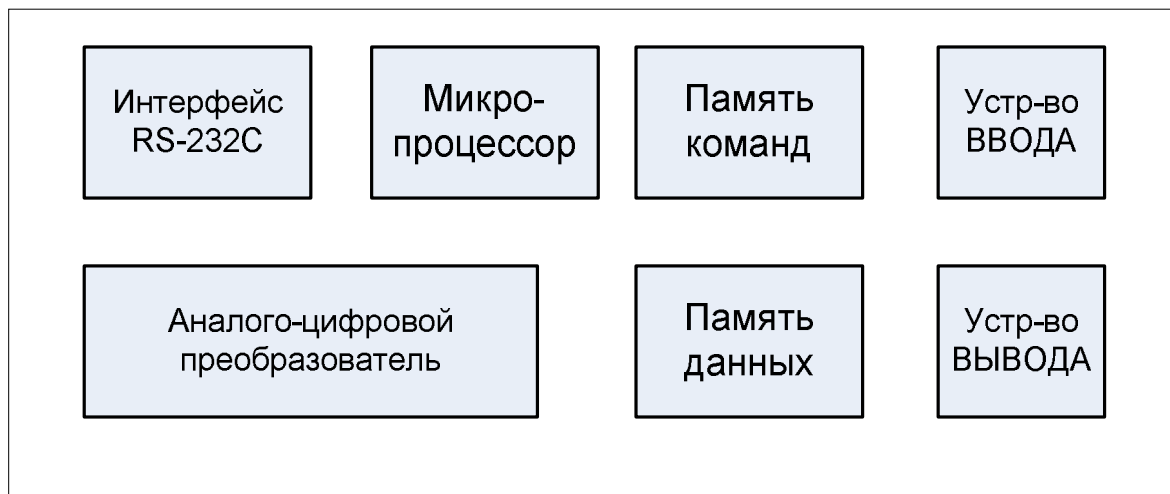 Интерфейс
RS-232C
Микро-
процессор
Память
команд
Устр-во
ВВОДА
Аналого-цифровой
преобразователь
Память
данных
Устр-во
ВЫВОДА